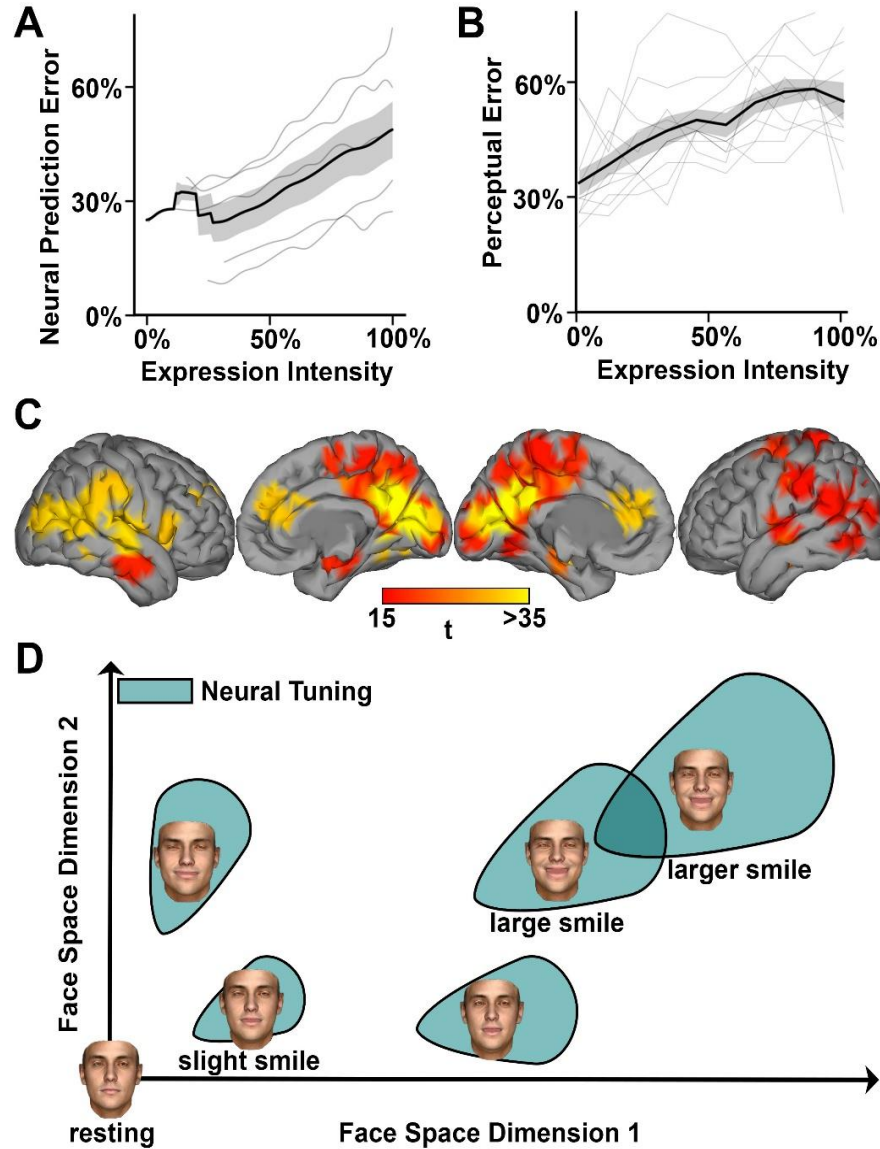 A
Neural Prediction Error
60%
30%
0%
0%
50%
100%
Expression Intensity
B
Perceptual Error
60%
30%
0%
0%
50%
100%
Expression Intensity
C
15
>35
t
D
Neural Tuning
Face Space Dimension 2
larger smile
large smile
slight smile
resting
Face Space Dimension 1